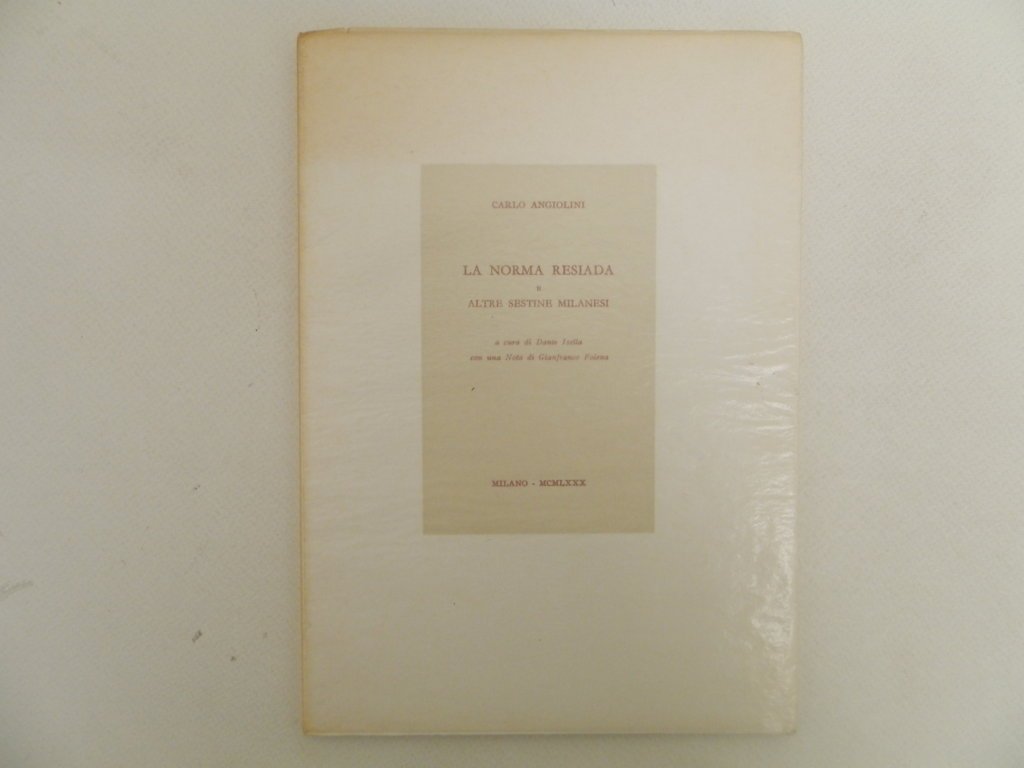 CARLO ANGIOLINI
LA NORMA RESIADA
E
ALTRE SESTINE MILANESI
a cura di Dante Isella
con una Nota di Gianfranco Folena
MILANO - MCMLXXX